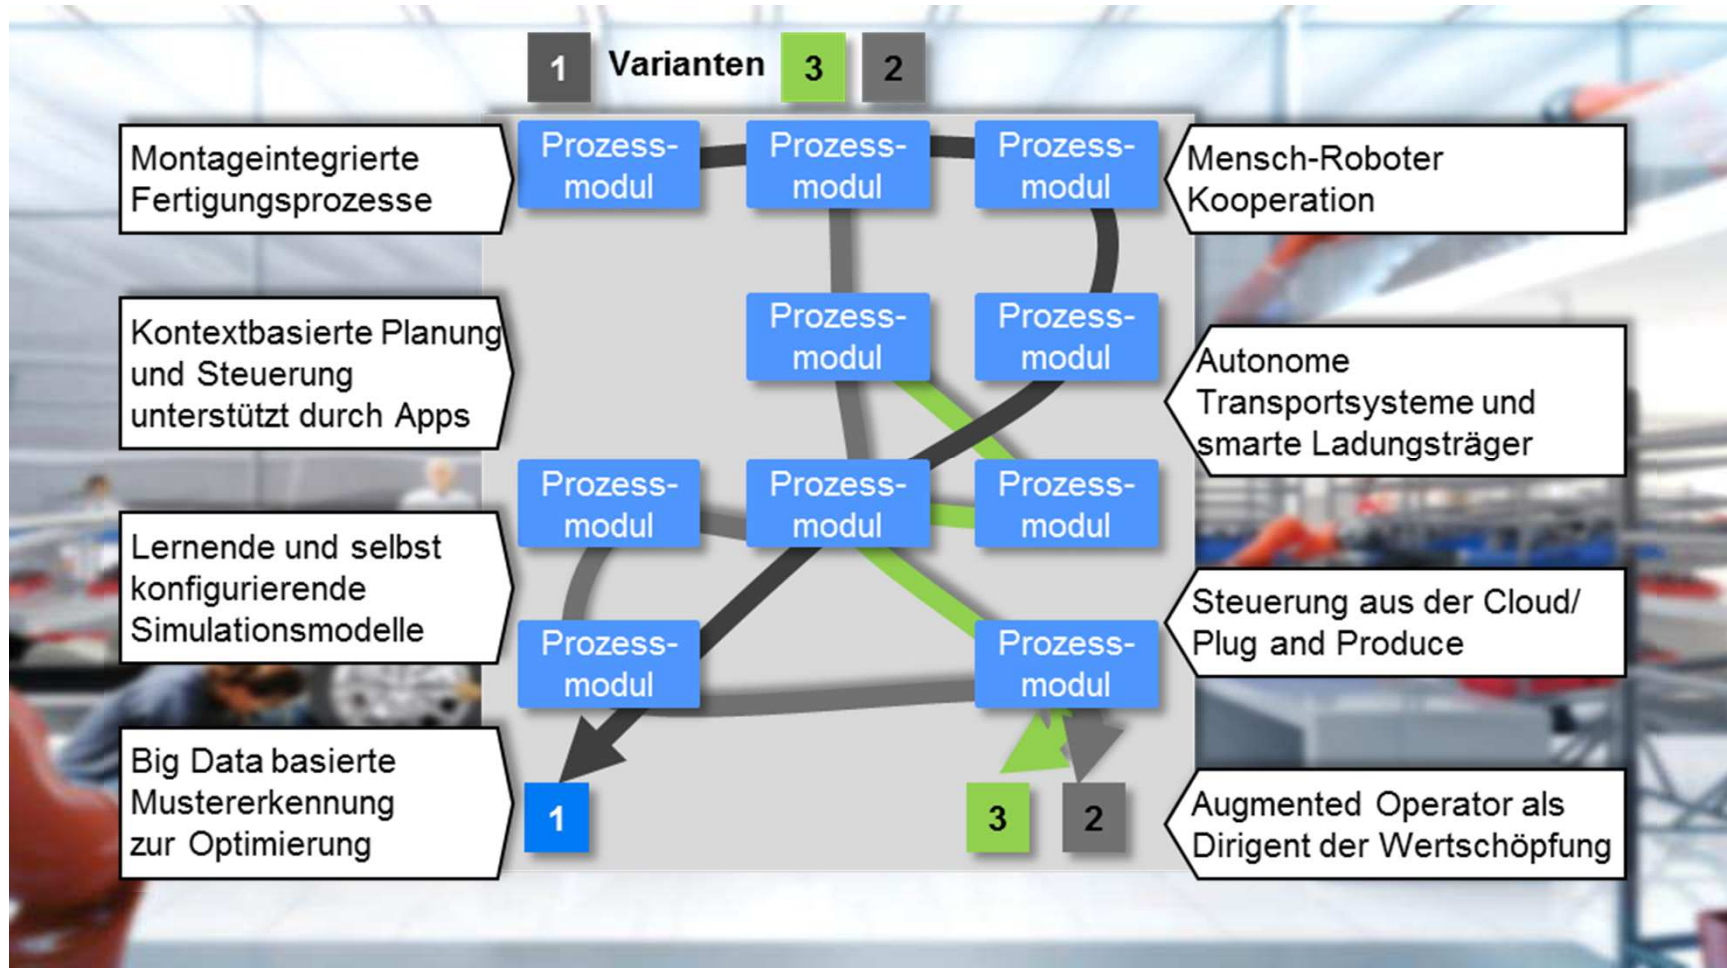 1 Varianten 3 2
Montageintegrierte
Fertigungsprozesse
Prozess-
modul
Prozess-
modul
Prozess-
modul
Mensch-Roboter
Kooperation
Kontextbasierte Planung
und Steuerung
unterstützt durch Apps
Prozess-
modul
Prozess-
modul
Autonome
Transportsysteme und
smarte Ladungsträger
Prozess-
modul
Prozess-
modul
Prozess-
modul
Lernende und selbst
konfigurierende
Simulationsmodelle
Prozess-
modul
Prozess-
modul
Steuerung aus der Cloud/
Plug and Produce
Big Data basierte
Mustererkennung
zur Optimierung
1
3
2
Augmented Operator als
Dirigent der Wertschöpfung